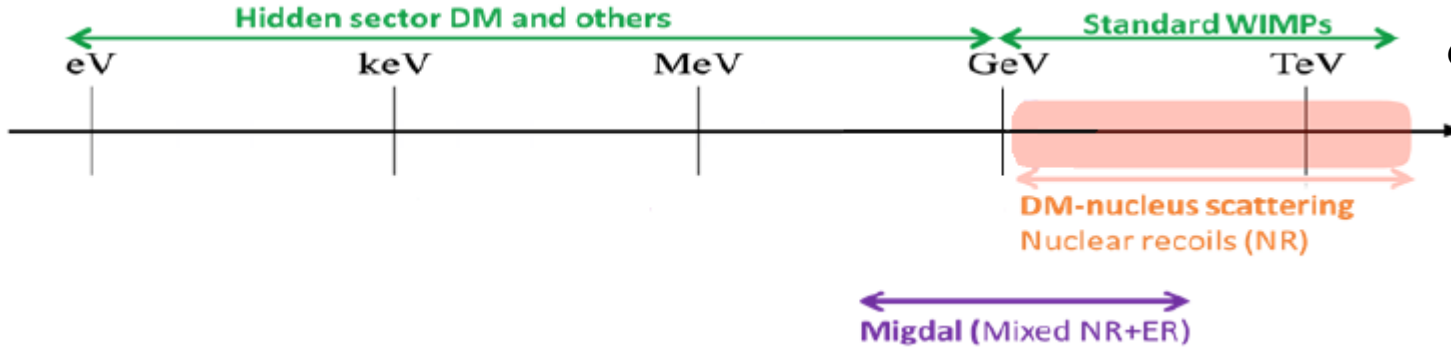 Hidden sector DM and others
Standard WIMPs
eV keV MeV GeV TeV
DM-nucleus scattering
Nuclear recoils (NR)
Migdal (Mixed NR+ER)